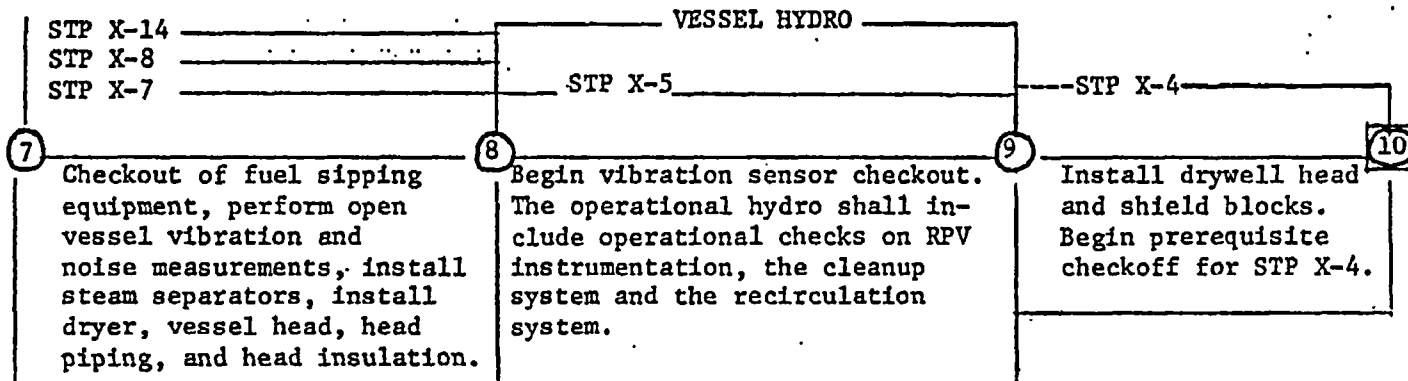 VESSEL HYDRO
STP X-14
STP X-8
STP X-7
STP X-5
STP X-4
7
8
9
10
Checkout of fuel sipping
equipment, perform open
vessel vibration and
noise measurements, install
steam separators, install
dryer, vessel head, head
piping, and head insulation.
Begin vibration sensor checkout.
The operational hydro shall in-
clude operational checks on RPV
instrumentation, the cleanup
system and the recirculation
system.
Install drywell head
and shield blocks.
Begin prerequisite
checkoff for STP X-4.